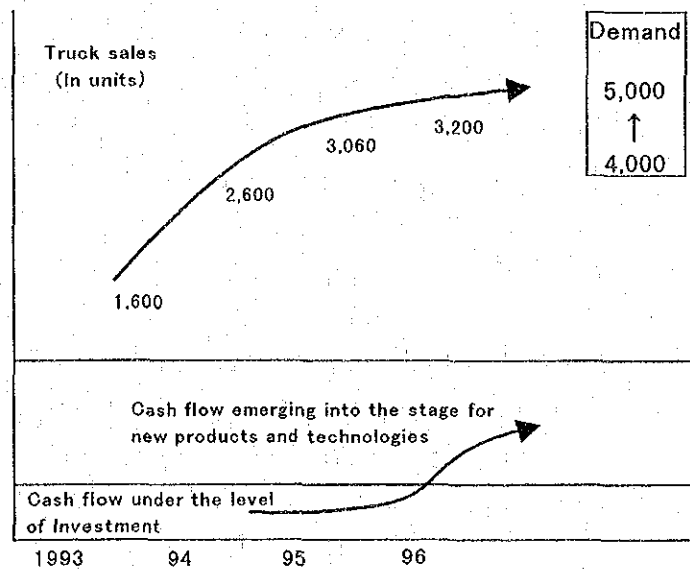 Truck sales
(In units)
Demand
5,000
↑
4,000
3,200
3,060
2,600
1,600
Cash flow emerging into the stage for
new products and technologies
Cash flow under the level
of Investment
1993 94 95 96